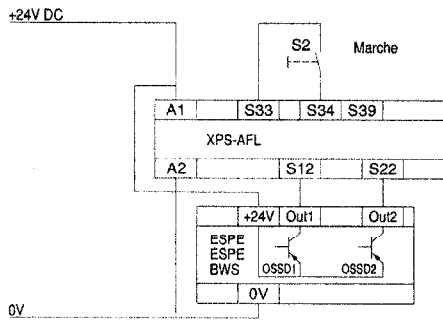 +24V DC
S2
Marche
A1 S33 S34 S39
XPS-AFL
A2 S12 S22
+24V Out1 Out2
ESPE
ESPE
BWS
OSSD1 OSSD2
0V
0V